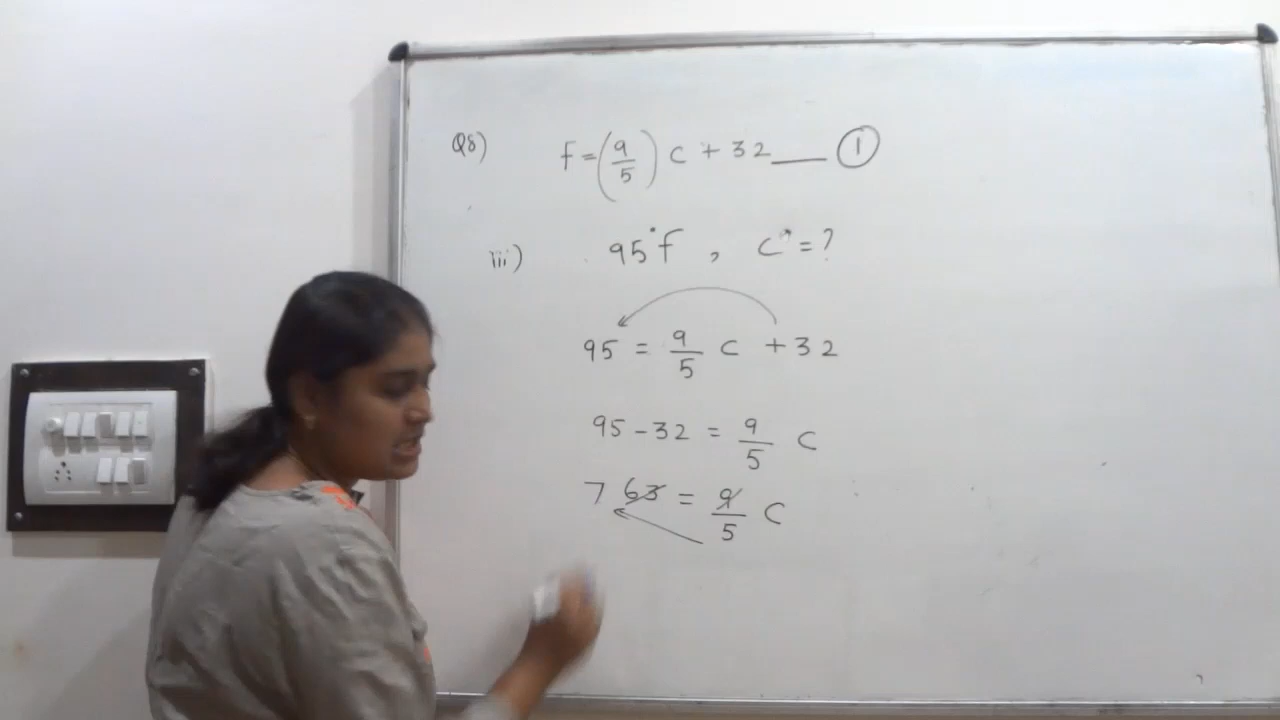 Q8) F=(9/5) C + 32 ___ ①
iii) 95°F , C° = ?
95 = 9/5 C + 32
95 - 32 = 9/5 C
7 63 = 9/5 C